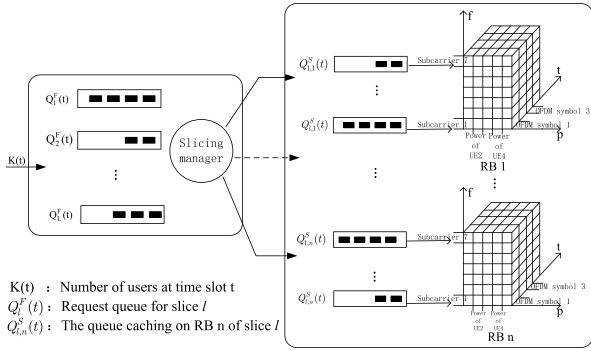 K(t)
Q_1^F(t)
Q_2^F(t)
⋮
Q_L^F(t)
Slicing
manager
Q_{l,1}^S(t)
Subcarrier 7
⋮
Q_{l,1}^S(t)
Subcarrier 1
f
t
OFDM symbol 3
OFDM symbol 1
p
Power
of
UE2
Power
of
UE4
RB 1
⋮
⋮
Q_{l,n}^S(t)
Subcarrier 7
⋮
Q_{l,n}^S(t)
Subcarrier 1
f
t
OFDM symbol 3
OFDM symbol 1
p
Power
of
UE2
Power
of
UE4
RB n
K(t) : Number of users at time slot t
Q_l^F(t) : Request queue for slice l
Q_{l,n}^S(t) : The queue caching on RB n of slice l